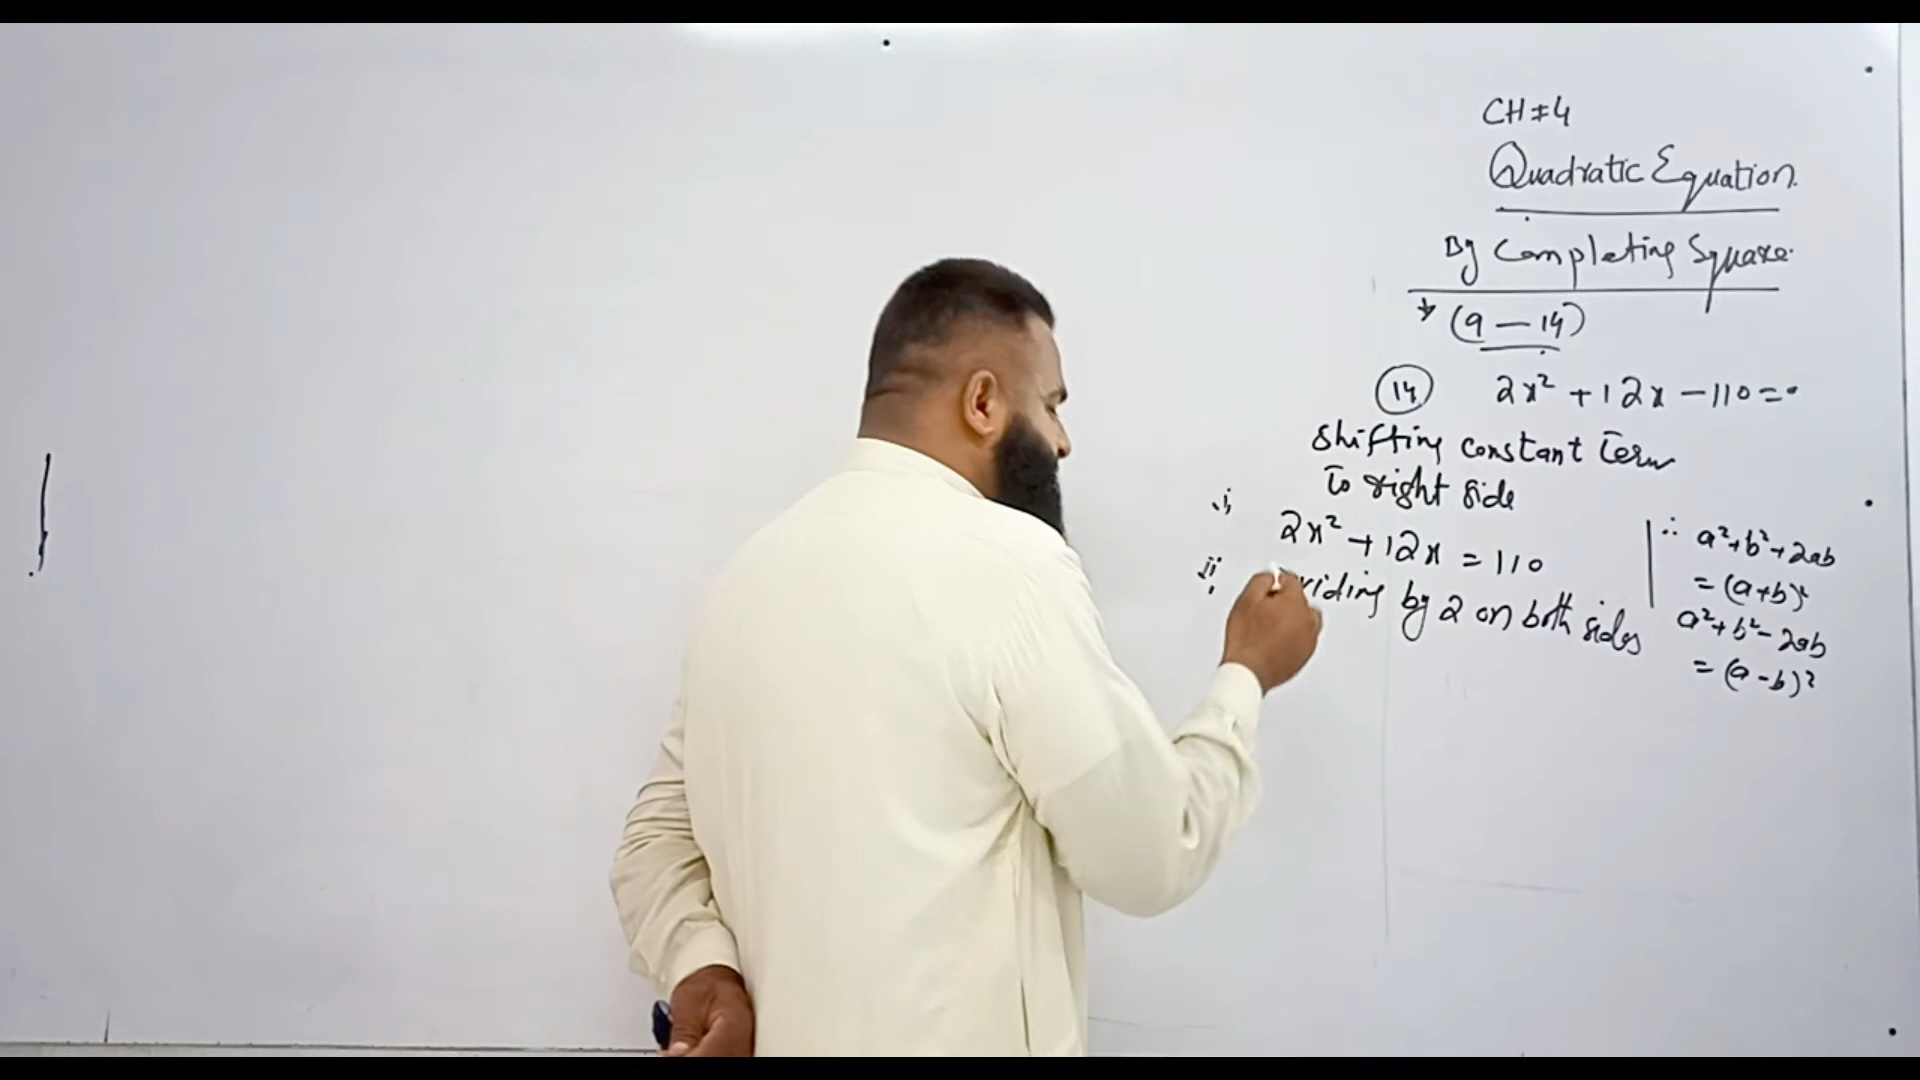 CH#4
Quadratic Equation.
By Completing Square.
(9 — 14)
14 2x² + 12x - 110 = 0
Shifting constant Term
To right side
i
2x² + 12x = 110
ii by 2 on both sides
∴ a²+b²+2ab
= (a+b)²
a²+b²-2ab
= (a-b)²